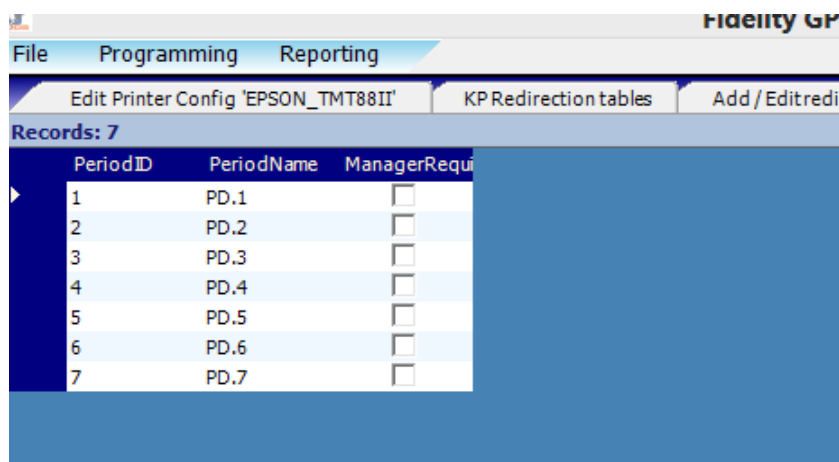 Fidelity GP
File Programming Reporting
Edit Printer Config 'EPSON_TMT88II' KP Redirection tables Add / Edit redi
Records: 7
PeriodID PeriodName ManagerRequi
1 PD.1
2 PD.2
3 PD.3
4 PD.4
5 PD.5
6 PD.6
7 PD.7